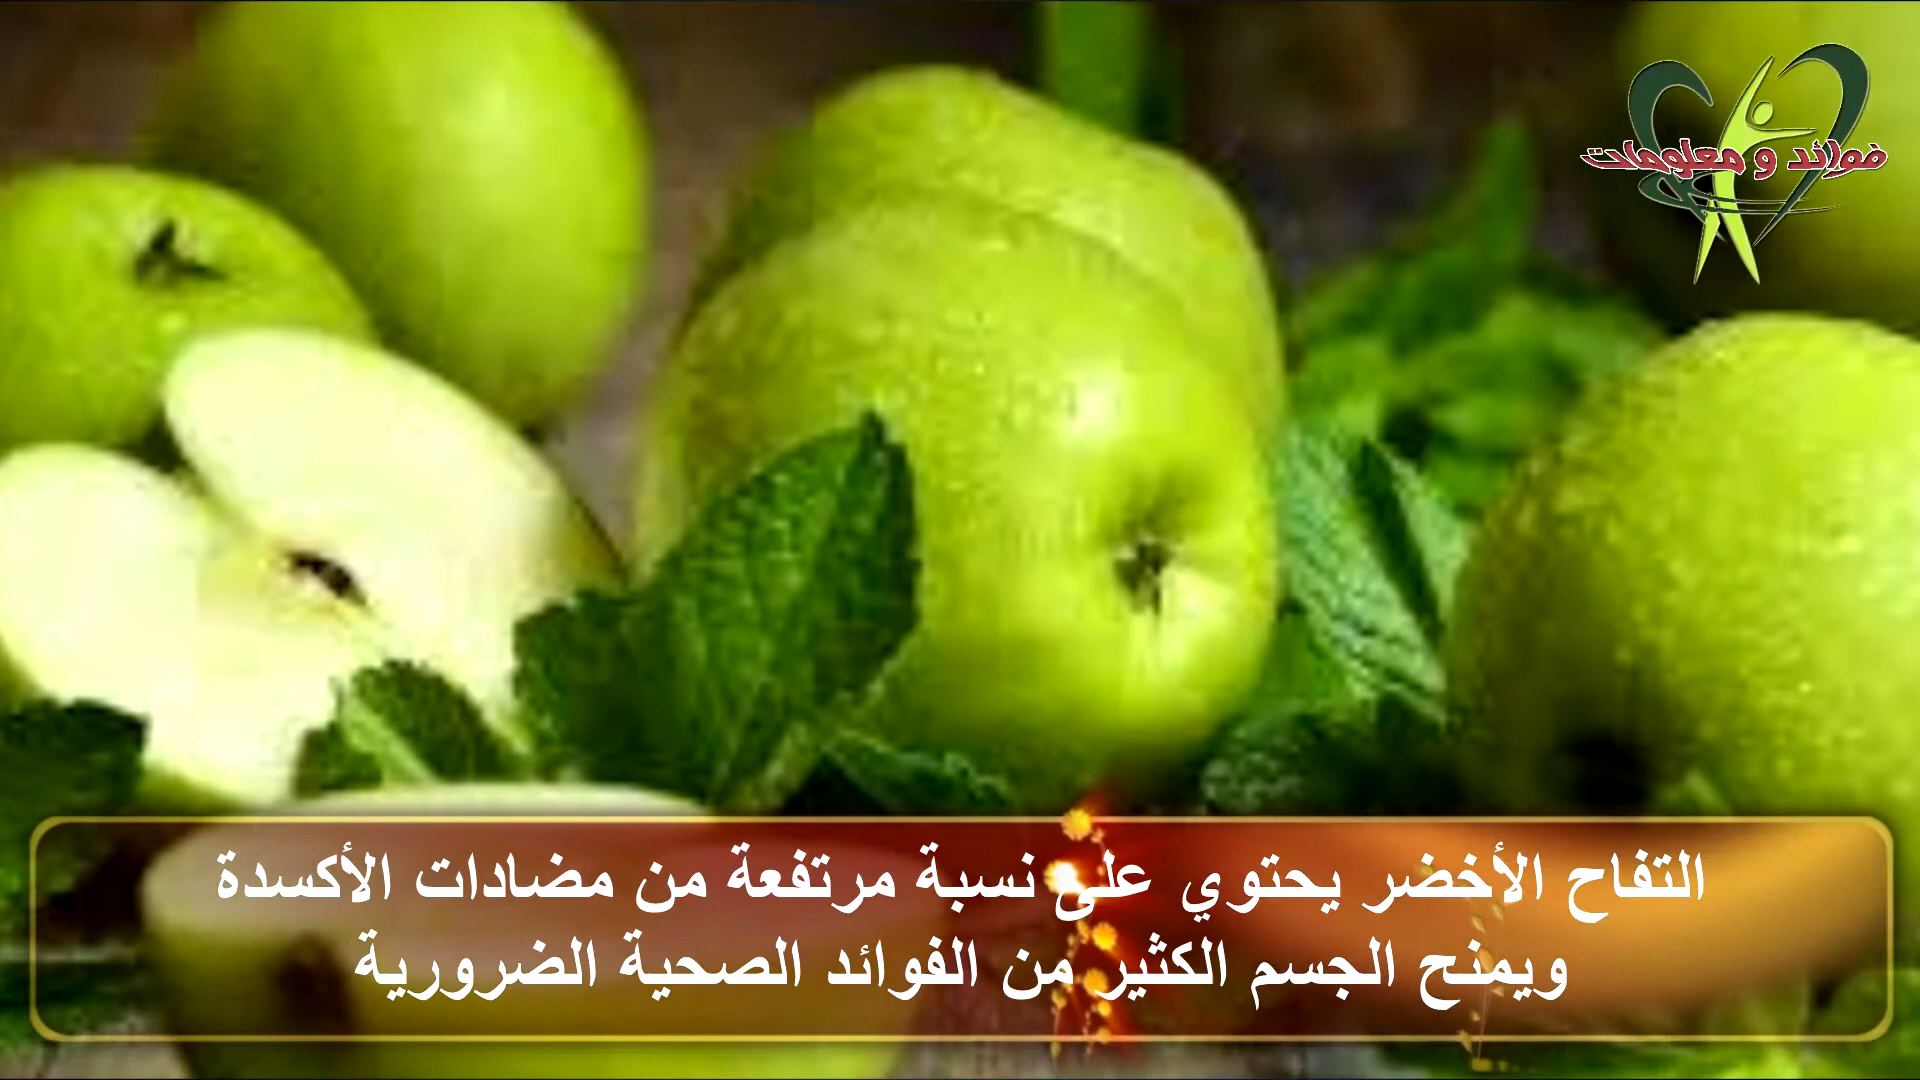 فوائد و معلومات
التفاح الأخضر يحتوي على نسبة مرتفعة من مضادات الأكسدة
ويمنح الجسم الكثير من الفوائد الصحية الضرورية